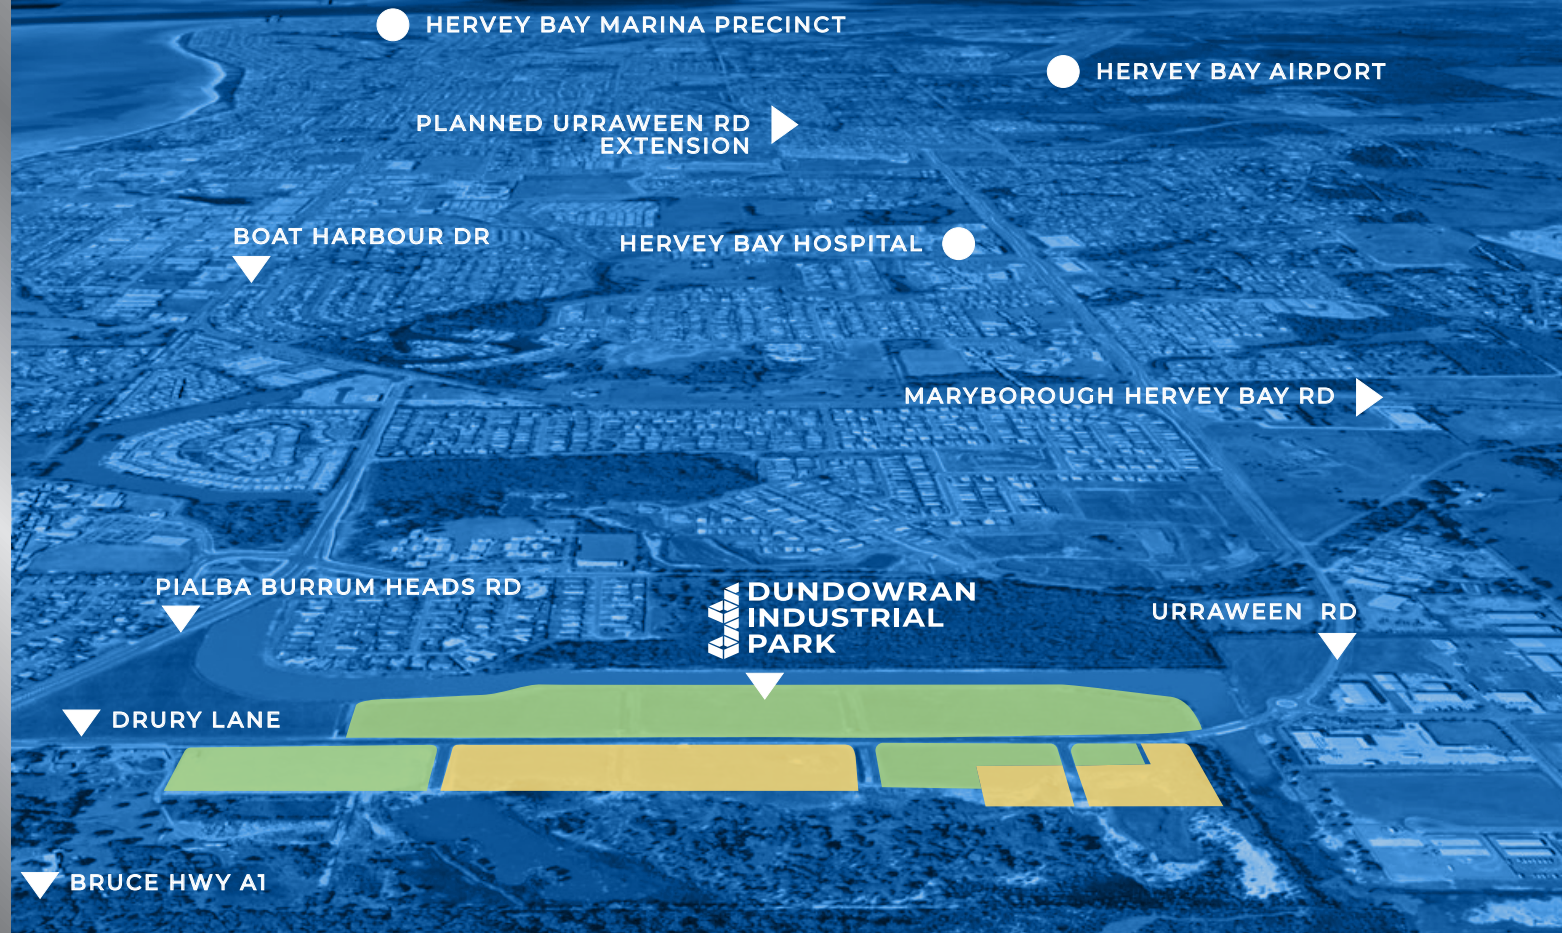 HERVEY BAY MARINA PRECINCT
HERVEY BAY AIRPORT
PLANNED URRAWEEN RD
EXTENSION
BOAT HARBOUR DR
HERVEY BAY HOSPITAL
MARYBOROUGH HERVEY BAY RD
PIALBA BURRUM HEADS RD
DUNDOWRAN
INDUSTRIAL
PARK
URRAWEEN RD
DRURY LANE
BRUCE HWY A1